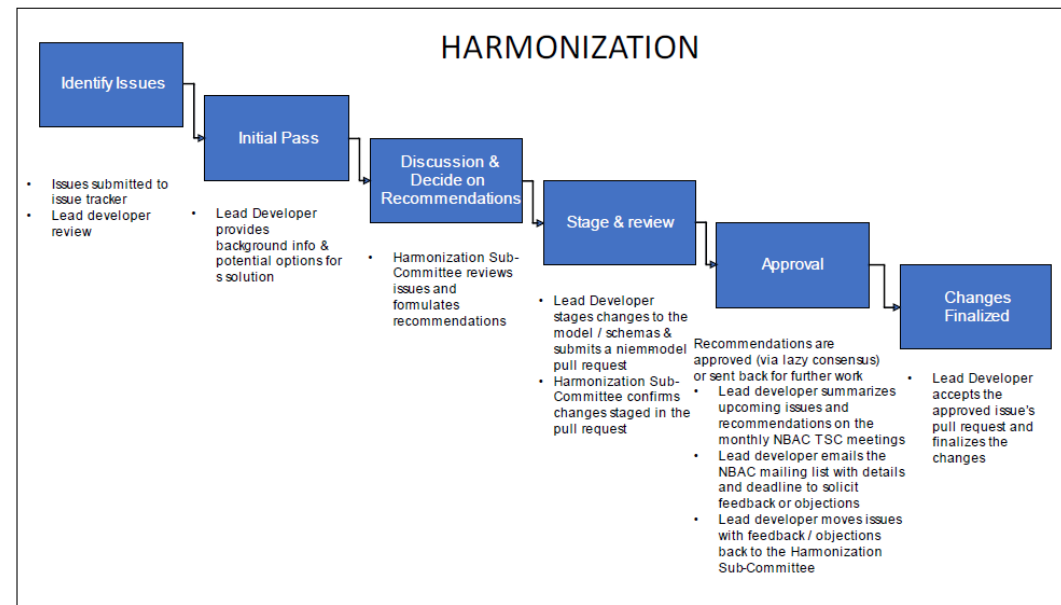 HARMONIZATION
Identify Issues
• Issues submitted to
issue tracker
• Lead developer
review
Initial Pass
• Lead Developer
provides
background info &
potential options for
s solution
Discussion &
Decide on
Recommendations
• Harmonization Sub-
Committee reviews
issues and
formulates
recommendations
Stage & review
• Lead Developer
stages changes to the
model / schemas &
submits a niemmodel
pull request
• Harmonization Sub-
Committee confirms
changes staged in the
pull request
Approval
Recommendations are
approved (via lazy consensus)
or sent back for further work
• Lead developer summarizes
upcoming issues and
recommendations on the
monthly NBAC TSC meetings
• Lead developer emails the
NBAC mailing list with details
and deadline to solicit
feedback or objections
• Lead developer moves issues
with feedback / objections
back to the Harmonization
Sub-Committee
Changes
Finalized
• Lead Developer
accepts the
approved issue's
pull request and
finalizes the
changes